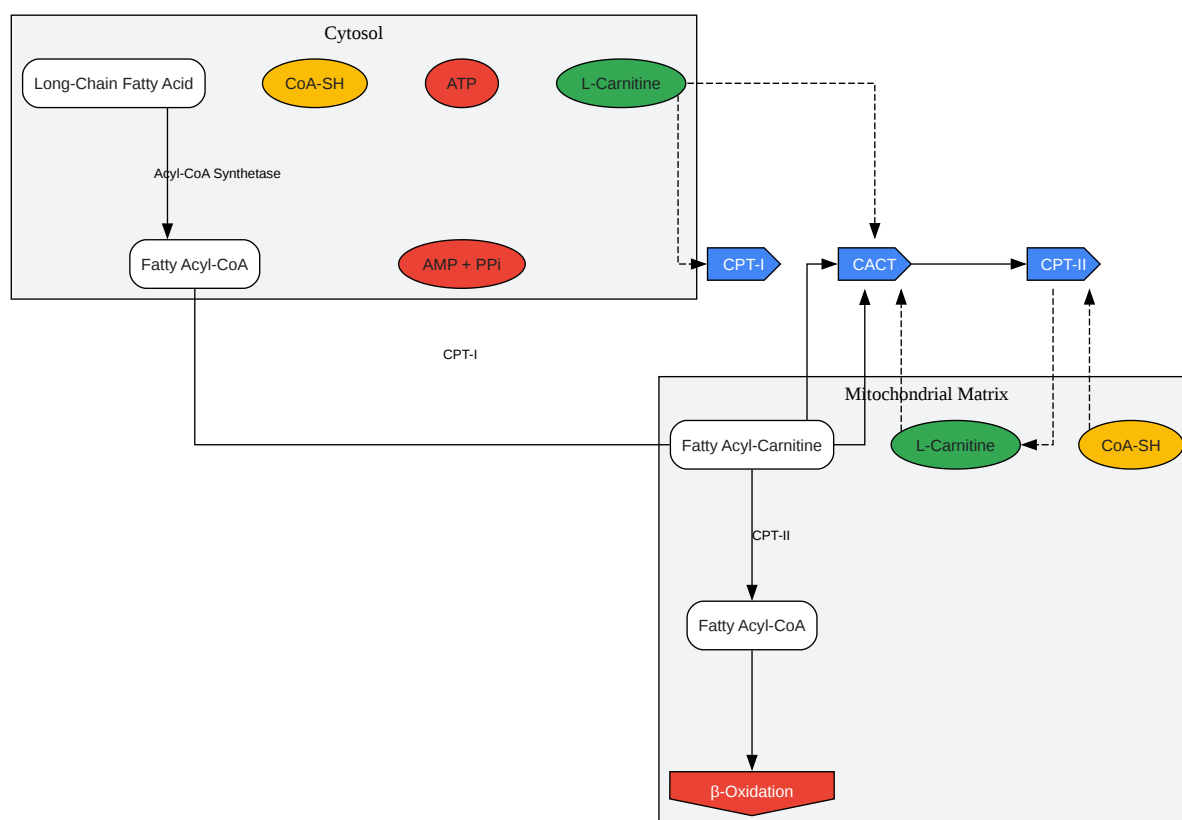 Cytosol
Long-Chain Fatty Acid
CoA-SH
ATP
L-Carnitine
Acyl-CoA Synthetase
Fatty Acyl-CoA
AMP + PPi
CPT-I
CACT
CPT-II
CPT-I
Mitochondrial Matrix
Fatty Acyl-Carnitine
L-Carnitine
CoA-SH
CPT-II
Fatty Acyl-CoA
β-Oxidation